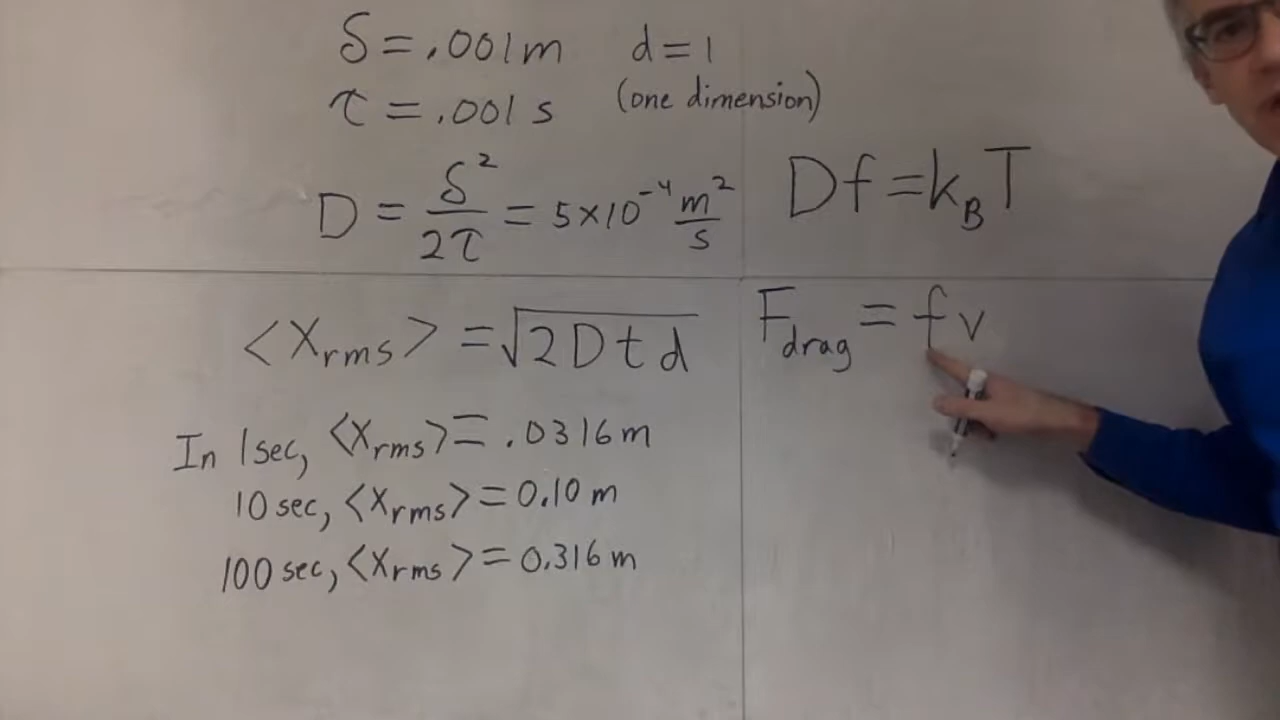 δ = .001 m d = 1
τ = .001 s (one dimension)
D = δ²/2τ = 5×10⁻⁴ m²/s Df = k_B T
<X_rms> = √(2Dtd) F_drag = fv
In 1 sec, <X_rms> = .0316 m
10 sec, <X_rms> = 0.10 m
100 sec, <X_rms> = 0.316 m